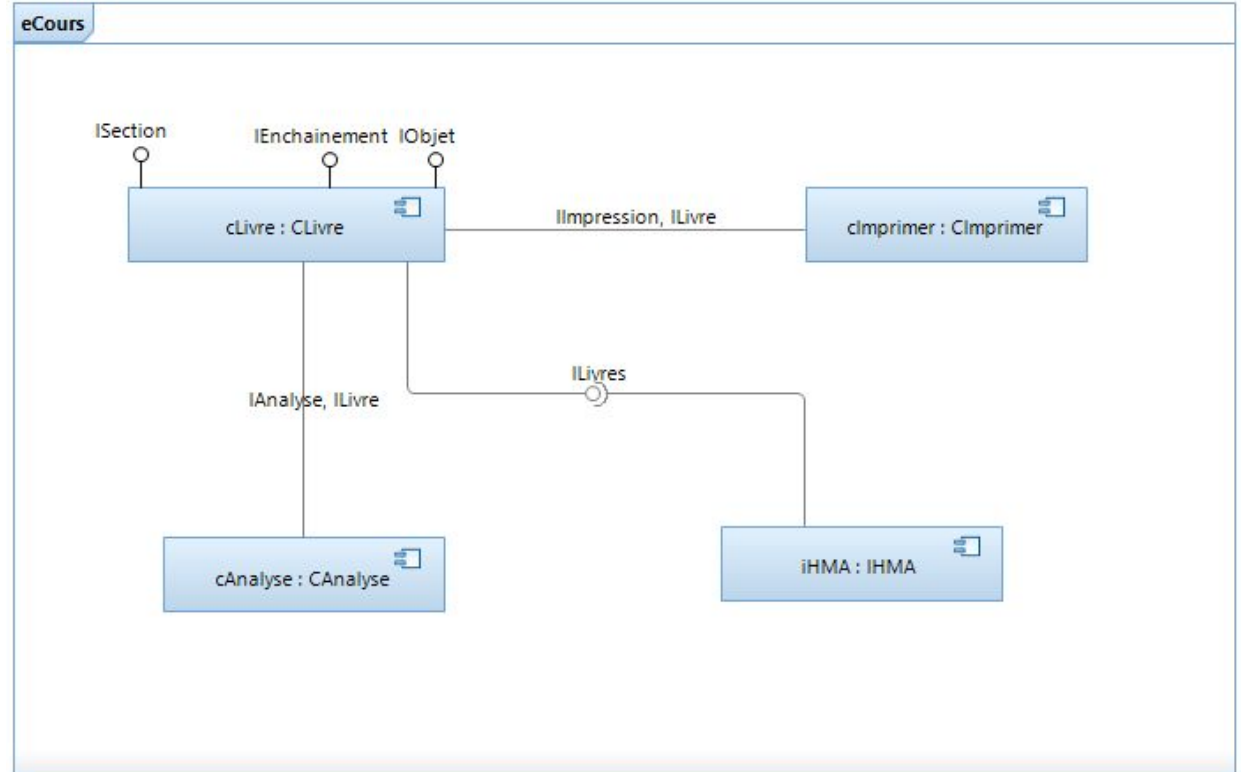 eCours
ISection
IEnchainement IObjet
cLivre : CLivre
IImpression, ILivre
cImprimer : CImprimer
ILivres
IAnalyse, ILivre
cAnalyse : CAnalyse
iHMA : IHMA